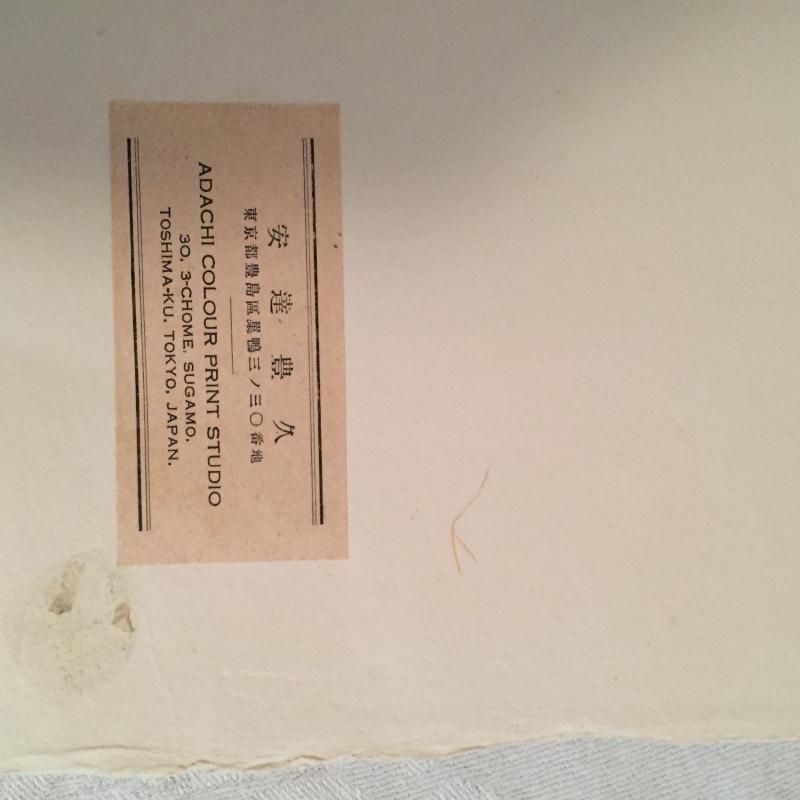 安達豊久
東京都豊島區巣鴨三ノ三〇番地
ADACHI COLOUR PRINT STUDIO
30, 3-CHOME, SUGAMO,
TOSHIMA-KU, TOKYO, JAPAN.